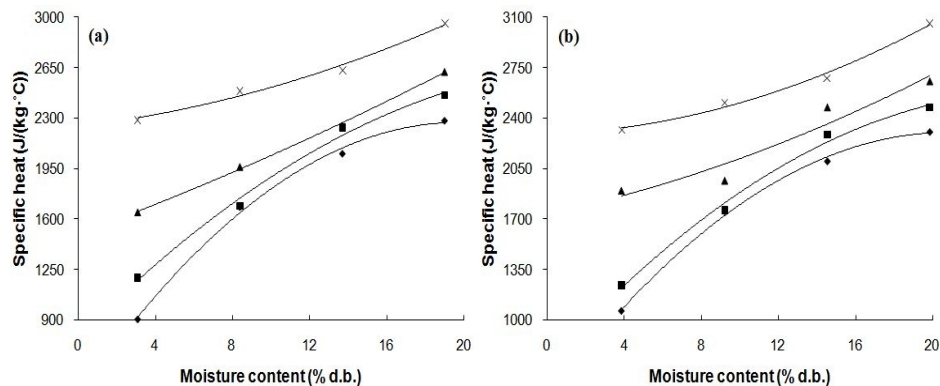 (a)
Specific heat (J/(kg·˚C))
3000
2650
2300
1950
1600
1250
900
0 4 8 12 16 20
Moisture content (% d.b.)
(b)
Specific heat (J/(kg·˚C))
3100
2750
2400
2050
1700
1350
1000
0 4 8 12 16 20
Moisture content (% d.b.)